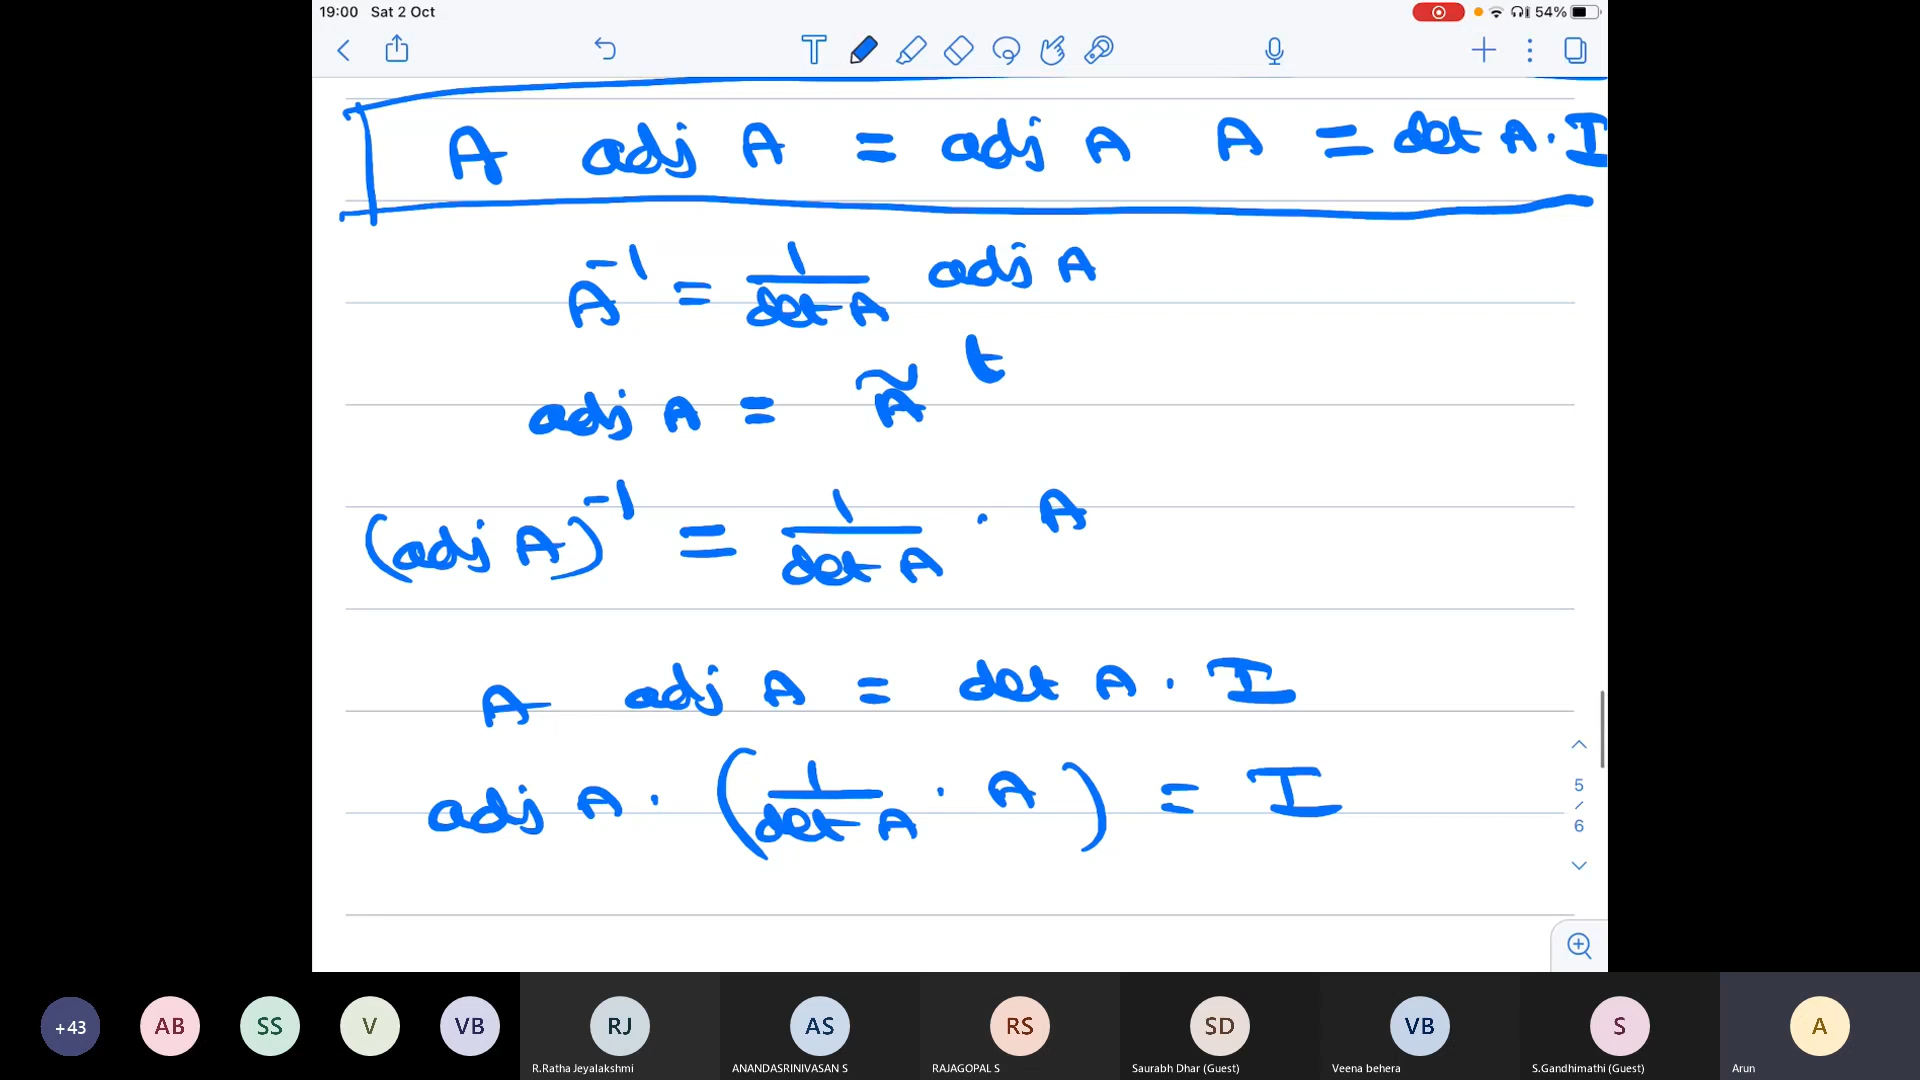 19:00 Sat 2 Oct 54%
T
A adj A = adj A A = det A · I
A⁻¹ = 1/det A adj A
adj A = Ãᵗ
(adj A)⁻¹ = 1/det A · A
A adj A = det A · I
adj A · (1/det A · A) = I
5
/
6
+43 AB SS V VB RJ AS RS SD VB S A
R.Ratha Jeyalakshmi ANANDASRINIVASAN S RAJAGOPAL S Saurabh Dhar (Guest) Veena behera S.Gandhimathi (Guest) Arun